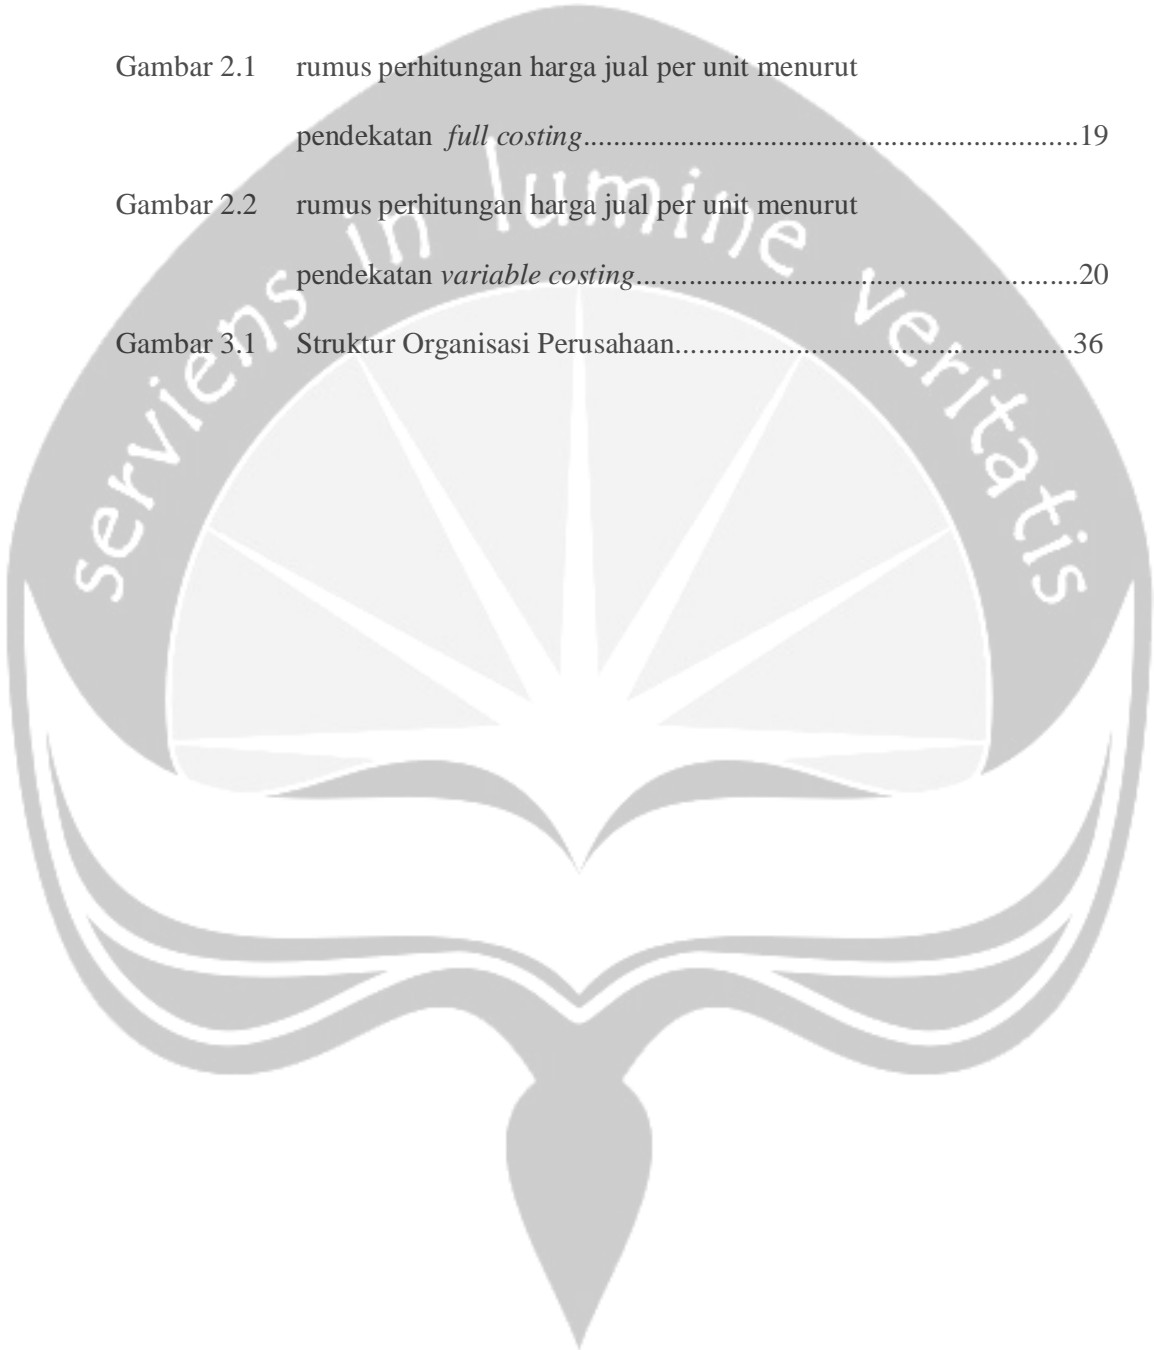 Gambar 2.1 rumus perhitungan harga jual per unit menurut
pendekatan full costing.................................................................19
Gambar 2.2 rumus perhitungan harga jual per unit menurut
pendekatan variable costing.........................................................20
Gambar 3.1 Struktur Organisasi Perusahaan...................................................36
serviens in lumine veritatis